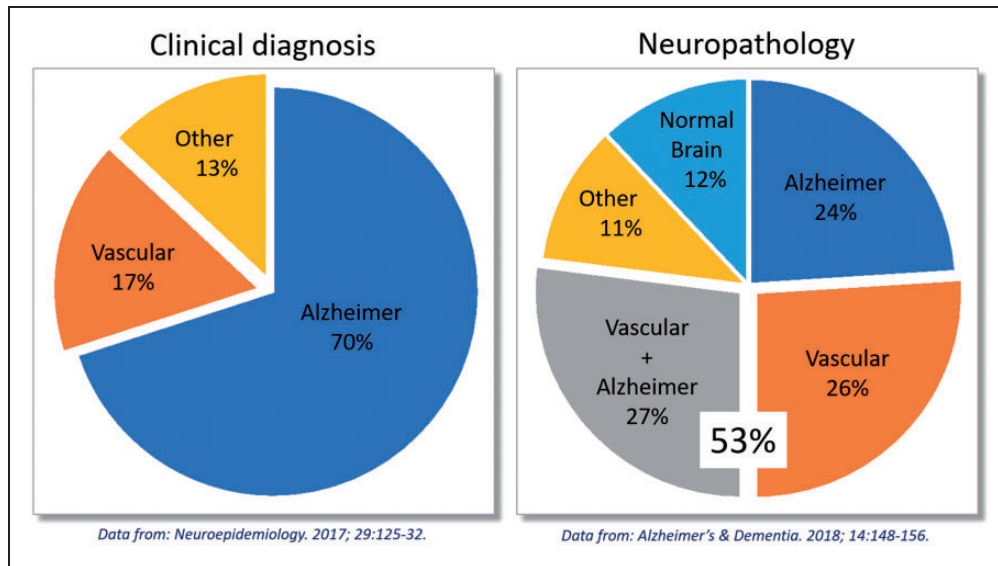 Clinical diagnosis
Other
13%
Vascular
17%
Alzheimer
70%
Data from: Neuroepidemiology. 2017; 29:125-32.
Neuropathology
Normal
Brain
12%
Alzheimer
24%
Other
11%
Vascular
+
Alzheimer
27%
Vascular
26%
53%
Data from: Alzheimer's & Dementia. 2018; 14:148-156.